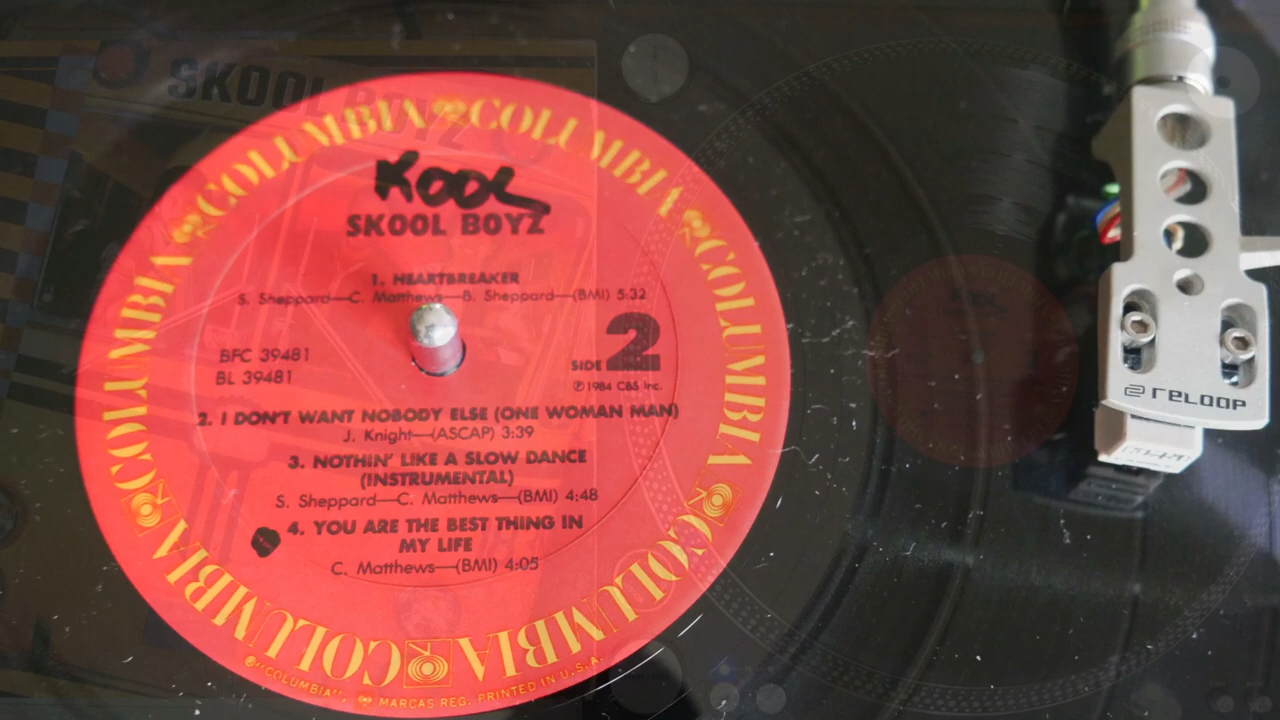 SKOOL BOYZ
COLUMBIA COLUMBIA COLUMBIA COLUMBIA COLUMBIA COLUMBIA COLUMBIA COLUMBIA
KOOL
SKOOL BOYZ
1. HEARTBREAKER
S. Sheppard—C. Matthews—B. Sheppard—(BMI) 5:32
BFC 39481
BL 39481
SIDE 2
℗ 1984 CBS Inc.
2. I DON'T WANT NOBODY ELSE (ONE WOMAN MAN)
J. Knight—(ASCAP) 3:39
3. NOTHIN' LIKE A SLOW DANCE
(INSTRUMENTAL)
S. Sheppard—C. Matthews—(BMI) 4:48
4. YOU ARE THE BEST THING IN
MY LIFE
C. Matthews—(BMI) 4:05
"COLUMBIA", MARCAS REG. PRINTED IN U.S.A.
reloop